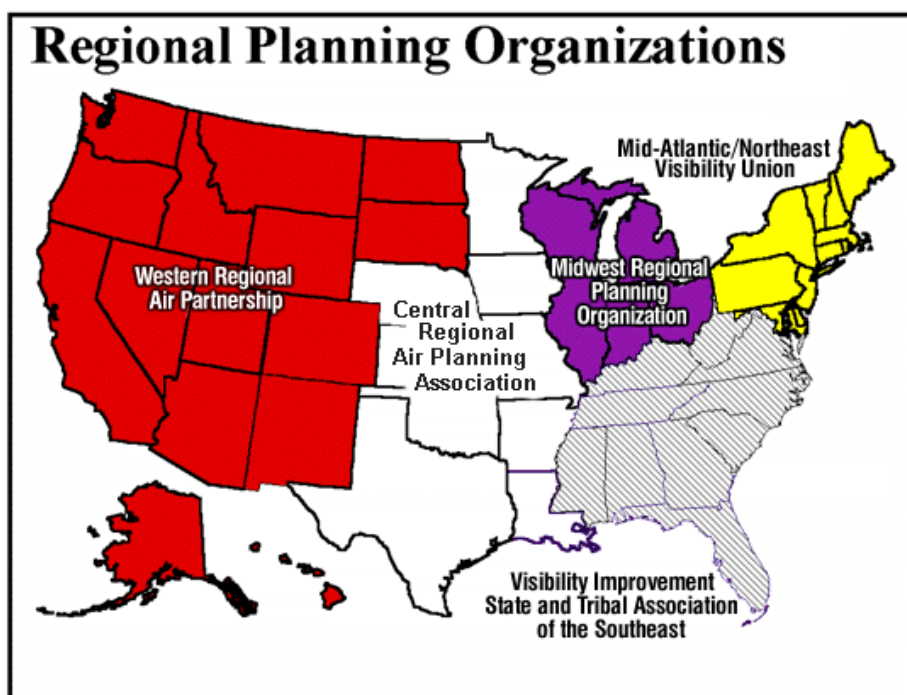 Regional Planning Organizations
Mid-Atlantic/Northeast
Visibility Union
Western Regional
Air Partnership
Midwest Regional
Planning
Organization
Central
Regional
Air Planning
Association
Visibility Improvement
State and Tribal Association
of the Southeast